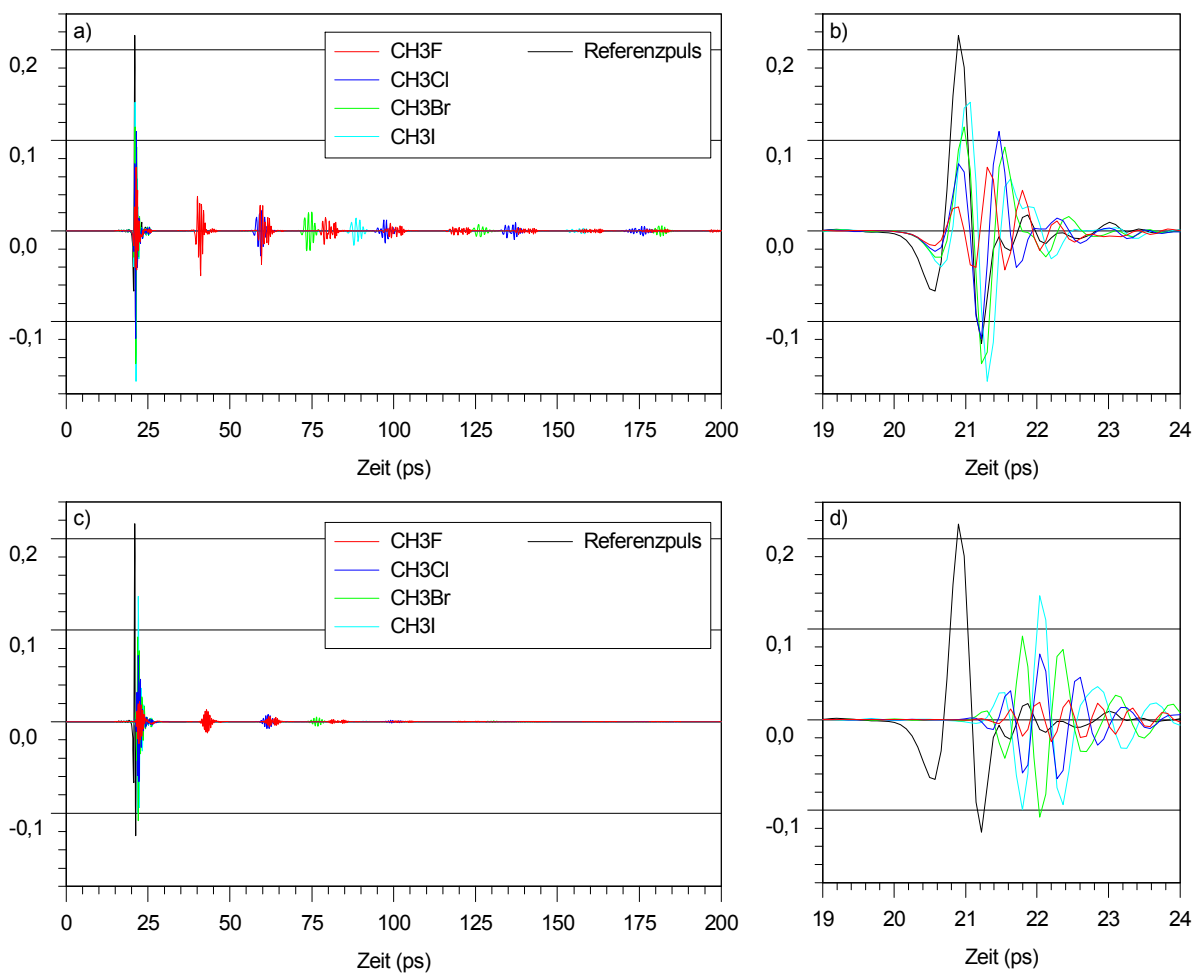 a)
CH3F
CH3Cl
CH3Br
CH3I
Referenzpuls
0,2
0,1
0,0
-0,1
0 25 50 75 100 125 150 175 200
Zeit (ps)
b)
0,2
0,1
0,0
-0,1
19 20 21 22 23 24
Zeit (ps)
c)
CH3F
CH3Cl
CH3Br
CH3I
Referenzpuls
0,2
0,1
0,0
-0,1
0 25 50 75 100 125 150 175 200
Zeit (ps)
d)
0,2
0,1
0,0
-0,1
19 20 21 22 23 24
Zeit (ps)